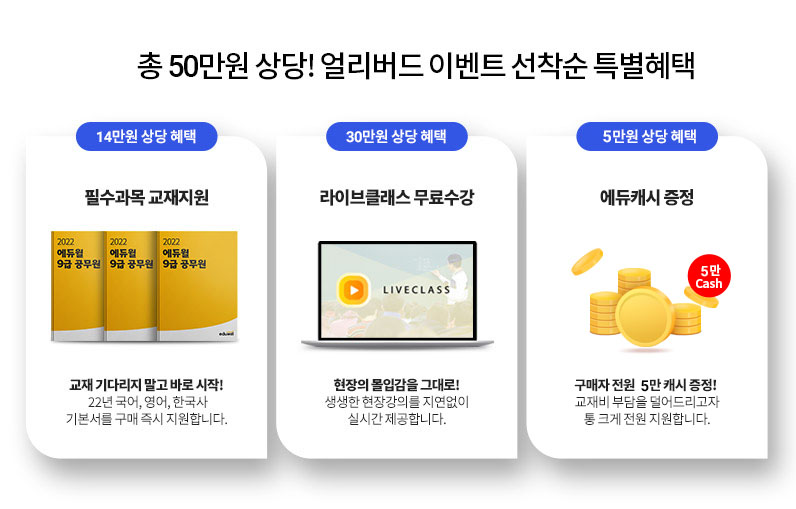 총 50만원 상당! 얼리버드 이벤트 선착순 특별혜택
14만원 상당 혜택
필수과목 교재지원
2022
에듀윌
9급 공무원
2022
에듀윌
9급 공무원
2022
에듀윌
9급 공무원
eduwill
교재 기다리지 말고 바로 시작!
22년 국어, 영어, 한국사
기본서를 구매 즉시 지원합니다.
30만원 상당 혜택
라이브클래스 무료수강
LIVECLASS
현장의 몰입감을 그대로!
생생한 현장강의를 지연없이
실시간 제공합니다.
5만원 상당 혜택
에듀캐시 증정
5만
Cash
구매자 전원 5만 캐시 증정!
교재비 부담을 덜어드리고자
통 크게 전원 지원합니다.